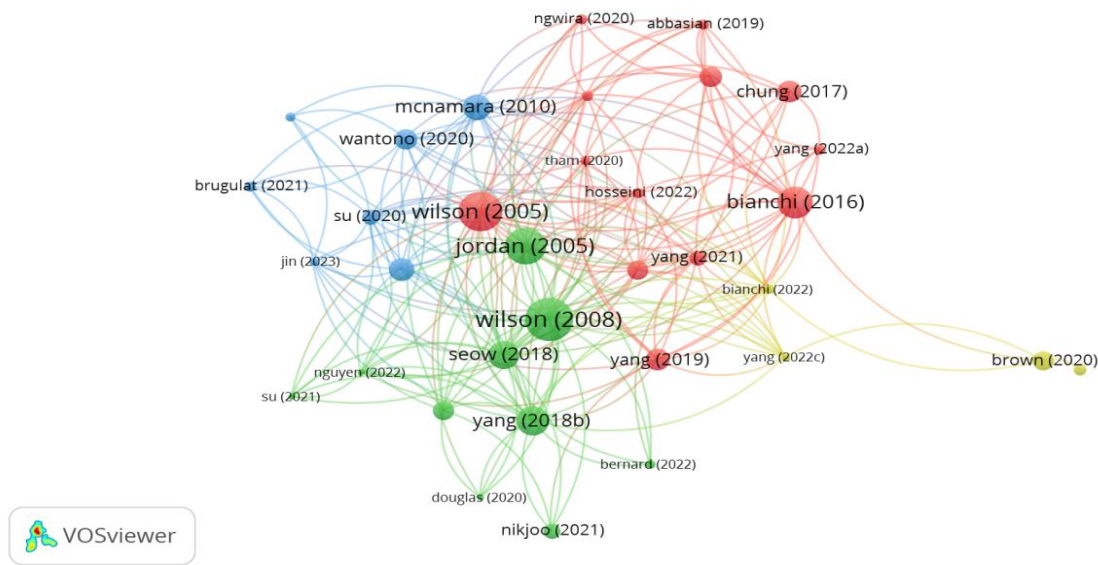 ngwira (2020)
abbasian (2019)
chung (2017)
mcnamara (2010)
wantono (2020)
yang (2022a)
tham (2020)
brugulat (2021)
hosseini (2022)
bianchi (2016)
wilson (2005)
su (2020)
jordan (2005)
yang (2021)
jin (2023)
bianchi (2022)
wilson (2008)
seow (2018)
yang (2019)
yang (2022c)
brown (2020)
nguyen (2022)
su (2021)
yang (2018b)
bernard (2022)
douglas (2020)
nikjoo (2021)
VOSviewer